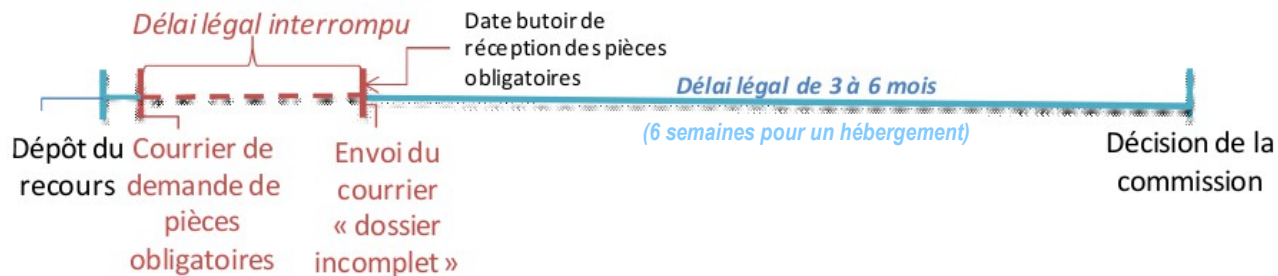 Délai légal interrompu
Date butoir de
réception des pièces
obligatoires
Délai légal de 3 à 6 mois
(6 semaines pour un hébergement)
Dépôt du
recours
Courrier de
demande de
pièces
obligatoires
Envoi du
courrier
« dossier
incomplet »
Décision de la
commission